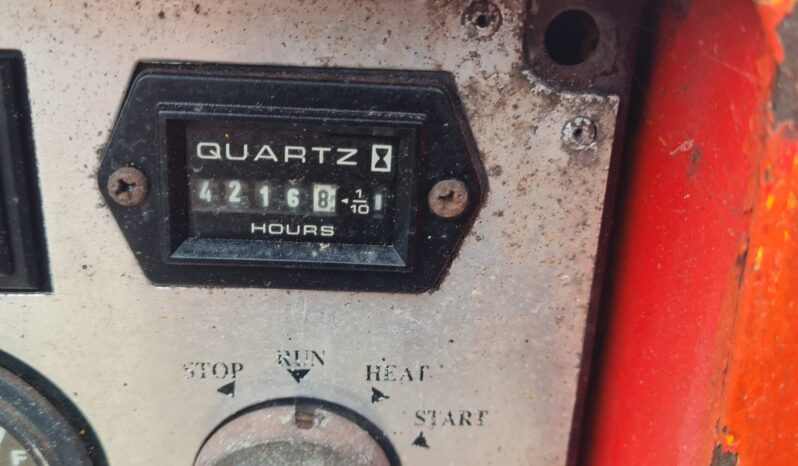 QUARTZ
42168 1/10
HOURS
STOP RUN HEAT
START
F